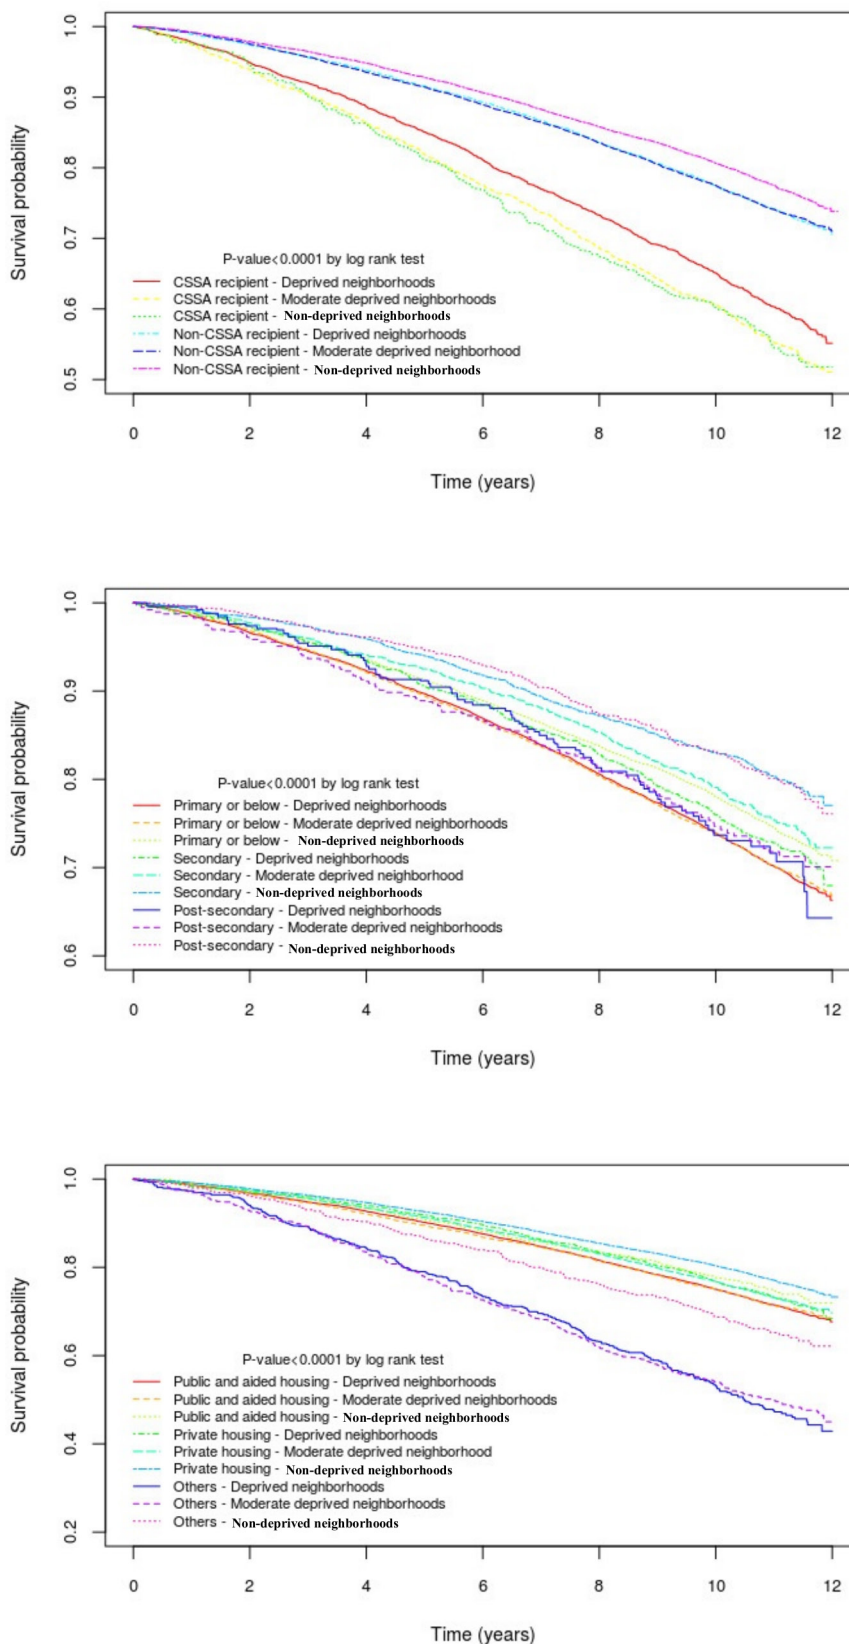 1.0
0.9
0.8
0.7
0.6
0.5
Survival probability
P-value<0.0001 by log rank test
CSSA recipient - Deprived neighborhoods
CSSA recipient - Moderate deprived neighborhoods
CSSA recipient - Non-deprived neighborhoods
Non-CSSA recipient - Deprived neighborhoods
Non-CSSA recipient - Moderate deprived neighborhood
Non-CSSA recipient - Non-deprived neighborhoods
0 2 4 6 8 10 12
Time (years)
1.0
0.9
0.8
0.7
0.6
Survival probability
P-value<0.0001 by log rank test
Primary or below - Deprived neighborhoods
Primary or below - Moderate deprived neighborhoods
Primary or below - Non-deprived neighborhoods
Secondary - Deprived neighborhoods
Secondary - Moderate deprived neighborhood
Secondary - Non-deprived neighborhoods
Post-secondary - Deprived neighborhoods
Post-secondary - Moderate deprived neighborhoods
Post-secondary - Non-deprived neighborhoods
0 2 4 6 8 10 12
Time (years)
1.0
0.8
0.6
0.4
0.2
Survival probability
P-value<0.0001 by log rank test
Public and aided housing - Deprived neighborhoods
Public and aided housing - Moderate deprived neighborhoods
Public and aided housing - Non-deprived neighborhoods
Private housing - Deprived neighborhoods
Private housing - Moderate deprived neighborhood
Private housing - Non-deprived neighborhoods
Others - Deprived neighborhoods
Others - Moderate deprived neighborhoods
Others - Non-deprived neighborhoods
0 2 4 6 8 10 12
Time (years)